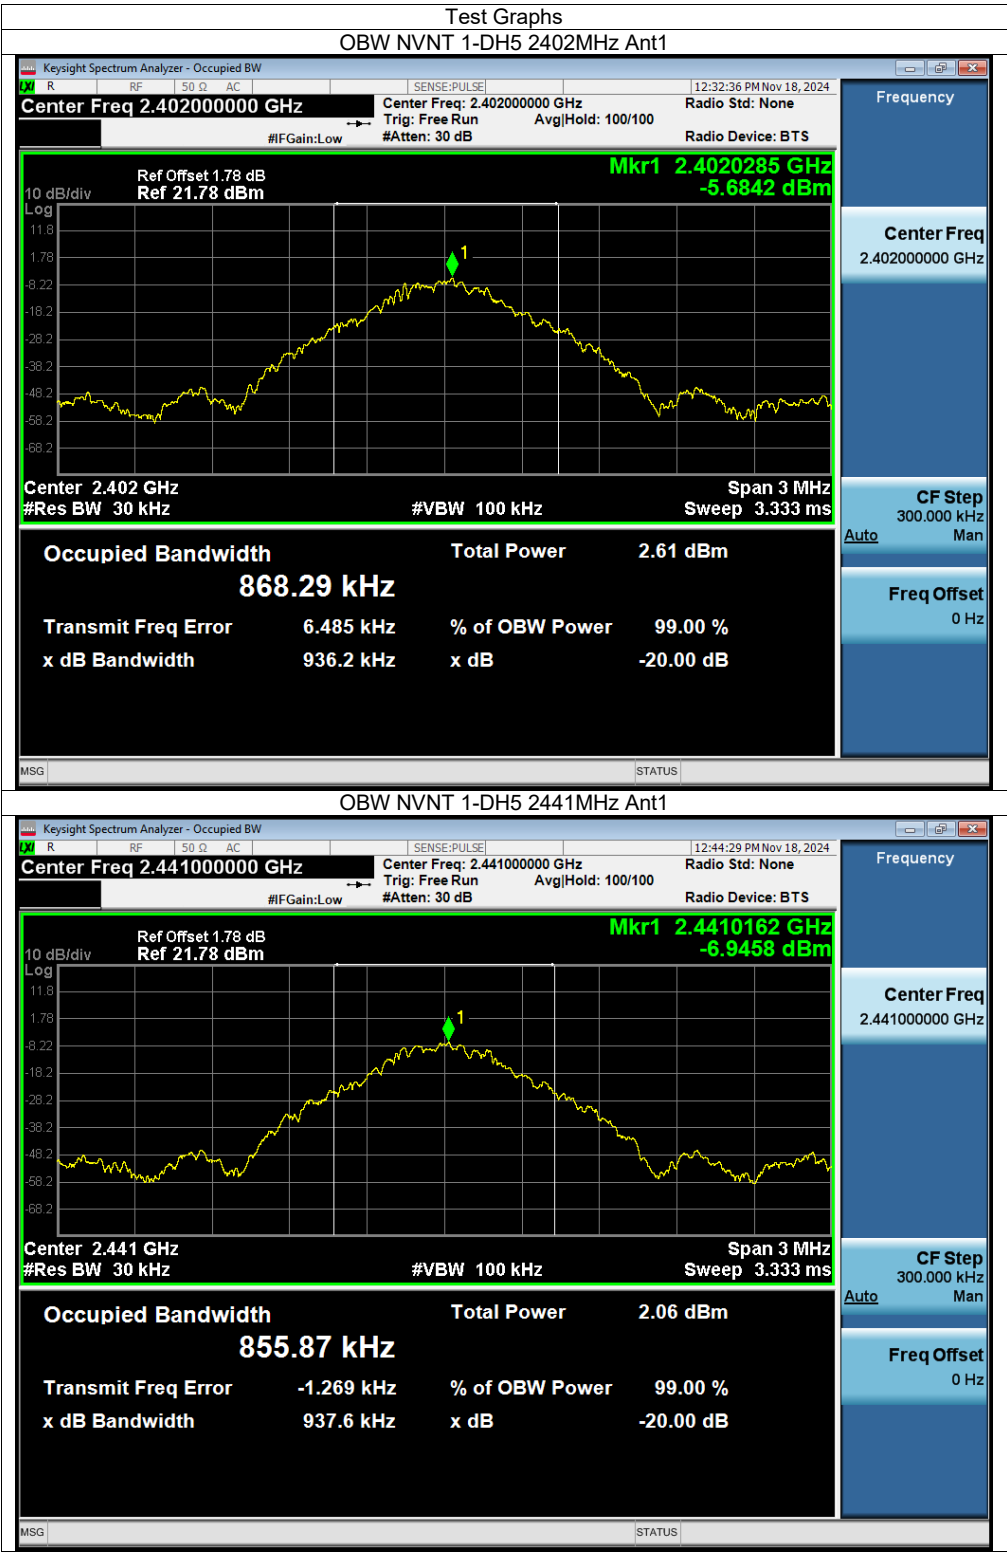 Test Graphs
OBW NVNT 1-DH5 2402MHz Ant1
Keysight Spectrum Analyzer - Occupied BW
LXI R RF 50 Ω AC SENSE:PULSE 12:32:36 PM Nov 18, 2024
Center Freq 2.402000000 GHz
Center Freq: 2.402000000 GHz Radio Std: None
Trig: Free Run Avg|Hold: 100/100
#IFGain:Low #Atten: 30 dB Radio Device: BTS
Frequency
Mkr1 2.4020285 GHz
-5.6842 dBm
Ref Offset 1.78 dB
10 dB/div Ref 21.78 dBm
Log
11.8
1.78
-8.22
-18.2
-28.2
-38.2
-48.2
-58.2
-68.2
1
Center 2.402 GHz Span 3 MHz
#Res BW 30 kHz #VBW 100 kHz Sweep 3.333 ms
Center Freq
2.402000000 GHz
CF Step
300.000 kHz
Auto Man
Freq Offset
0 Hz
Occupied Bandwidth Total Power 2.61 dBm
868.29 kHz
Transmit Freq Error 6.485 kHz % of OBW Power 99.00 %
x dB Bandwidth 936.2 kHz x dB -20.00 dB
MSG STATUS
OBW NVNT 1-DH5 2441MHz Ant1
Keysight Spectrum Analyzer - Occupied BW
LXI R RF 50 Ω AC SENSE:PULSE 12:44:29 PM Nov 18, 2024
Center Freq 2.441000000 GHz
Center Freq: 2.441000000 GHz Radio Std: None
Trig: Free Run Avg|Hold: 100/100
#IFGain:Low #Atten: 30 dB Radio Device: BTS
Frequency
Mkr1 2.4410162 GHz
-6.9458 dBm
Ref Offset 1.78 dB
10 dB/div Ref 21.78 dBm
Log
11.8
1.78
-8.22
-18.2
-28.2
-38.2
-48.2
-58.2
-68.2
1
Center 2.441 GHz Span 3 MHz
#Res BW 30 kHz #VBW 100 kHz Sweep 3.333 ms
Center Freq
2.441000000 GHz
CF Step
300.000 kHz
Auto Man
Freq Offset
0 Hz
Occupied Bandwidth Total Power 2.06 dBm
855.87 kHz
Transmit Freq Error -1.269 kHz % of OBW Power 99.00 %
x dB Bandwidth 937.6 kHz x dB -20.00 dB
MSG STATUS